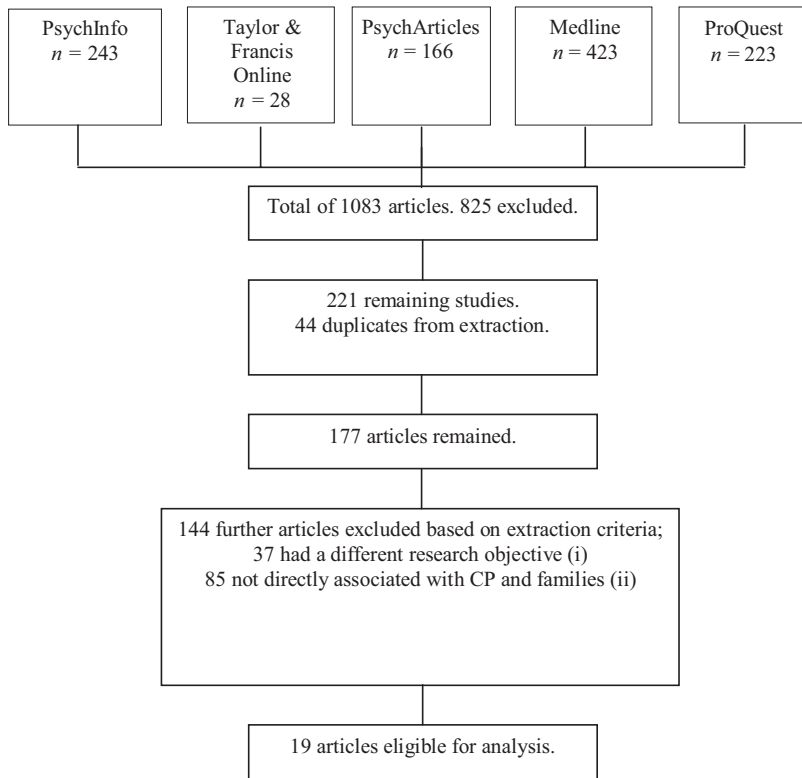 PsychInfo
n = 243
Taylor &
Francis
Online
n = 28
PsychArticles
n = 166
Medline
n = 423
ProQuest
n = 223
Total of 1083 articles. 825 excluded.
221 remaining studies.
44 duplicates from extraction.
177 articles remained.
144 further articles excluded based on extraction criteria;
37 had a different research objective (i)
85 not directly associated with CP and families (ii)
19 articles eligible for analysis.